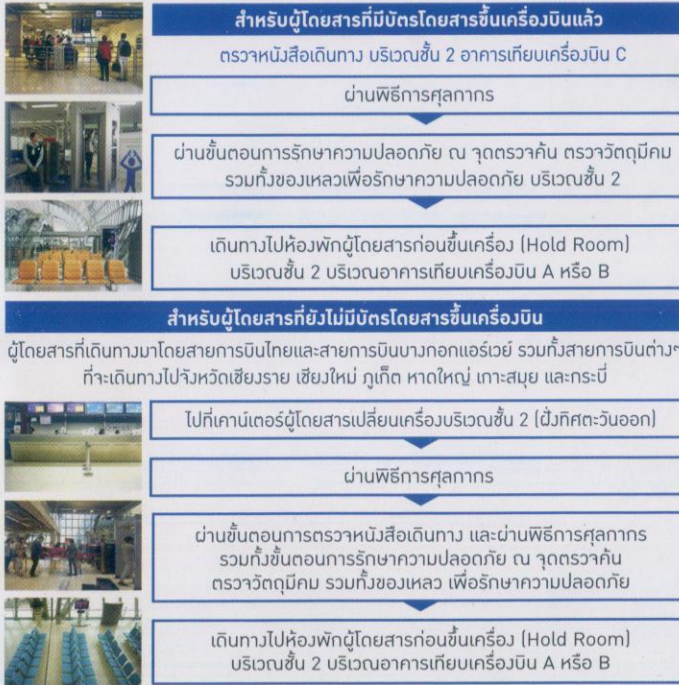 สำหรับผู้โดยสารที่มีบัตรโดยสารขึ้นเครื่องบินแล้ว
ตรวจหนังสือเดินทาง บริเวณชั้น 2 อาคารเทียบเครื่องบิน C
ผ่านพิธีการศุลกากร
ผ่านขั้นตอนการรักษาความปลอดภัย ณ จุดตรวจค้น ตรวจวัตถุมีคม
รวมทั้งของเหลวเพื่อรักษาความปลอดภัย บริเวณชั้น 2
เดินทางไปห้องพักผู้โดยสารก่อนขึ้นเครื่อง (Hold Room)
บริเวณชั้น 2 บริเวณอาคารเทียบเครื่องบิน A หรือ B
สำหรับผู้โดยสารที่ยังไม่มีบัตรโดยสารขึ้นเครื่องบิน
ผู้โดยสารที่เดินทางมาโดยสายการบินไทยและสายการบินบางกอกแอร์เวย์ รวมทั้งสายการบินต่างๆ
ที่จะเดินทางไปจังหวัดเชียงราย เชียงใหม่ ภูเก็ต หาดใหญ่ เกาะสมุย และกระบี่
ไปที่เคาน์เตอร์ผู้โดยสารเปลี่ยนเครื่องบริเวณชั้น 2 (ฝั่งทิศตะวันออก)
ผ่านพิธีการศุลกากร
ผ่านขั้นตอนการตรวจหนังสือเดินทาง และผ่านพิธีการศุลกากร
รวมทั้งขั้นตอนการรักษาความปลอดภัย ณ จุดตรวจค้น
ตรวจวัตถุมีคม รวมทั้งของเหลว เพื่อรักษาความปลอดภัย
เดินทางไปห้องพักผู้โดยสารก่อนขึ้นเครื่อง (Hold Room)
บริเวณชั้น 2 บริเวณอาคารเทียบเครื่องบิน A หรือ B